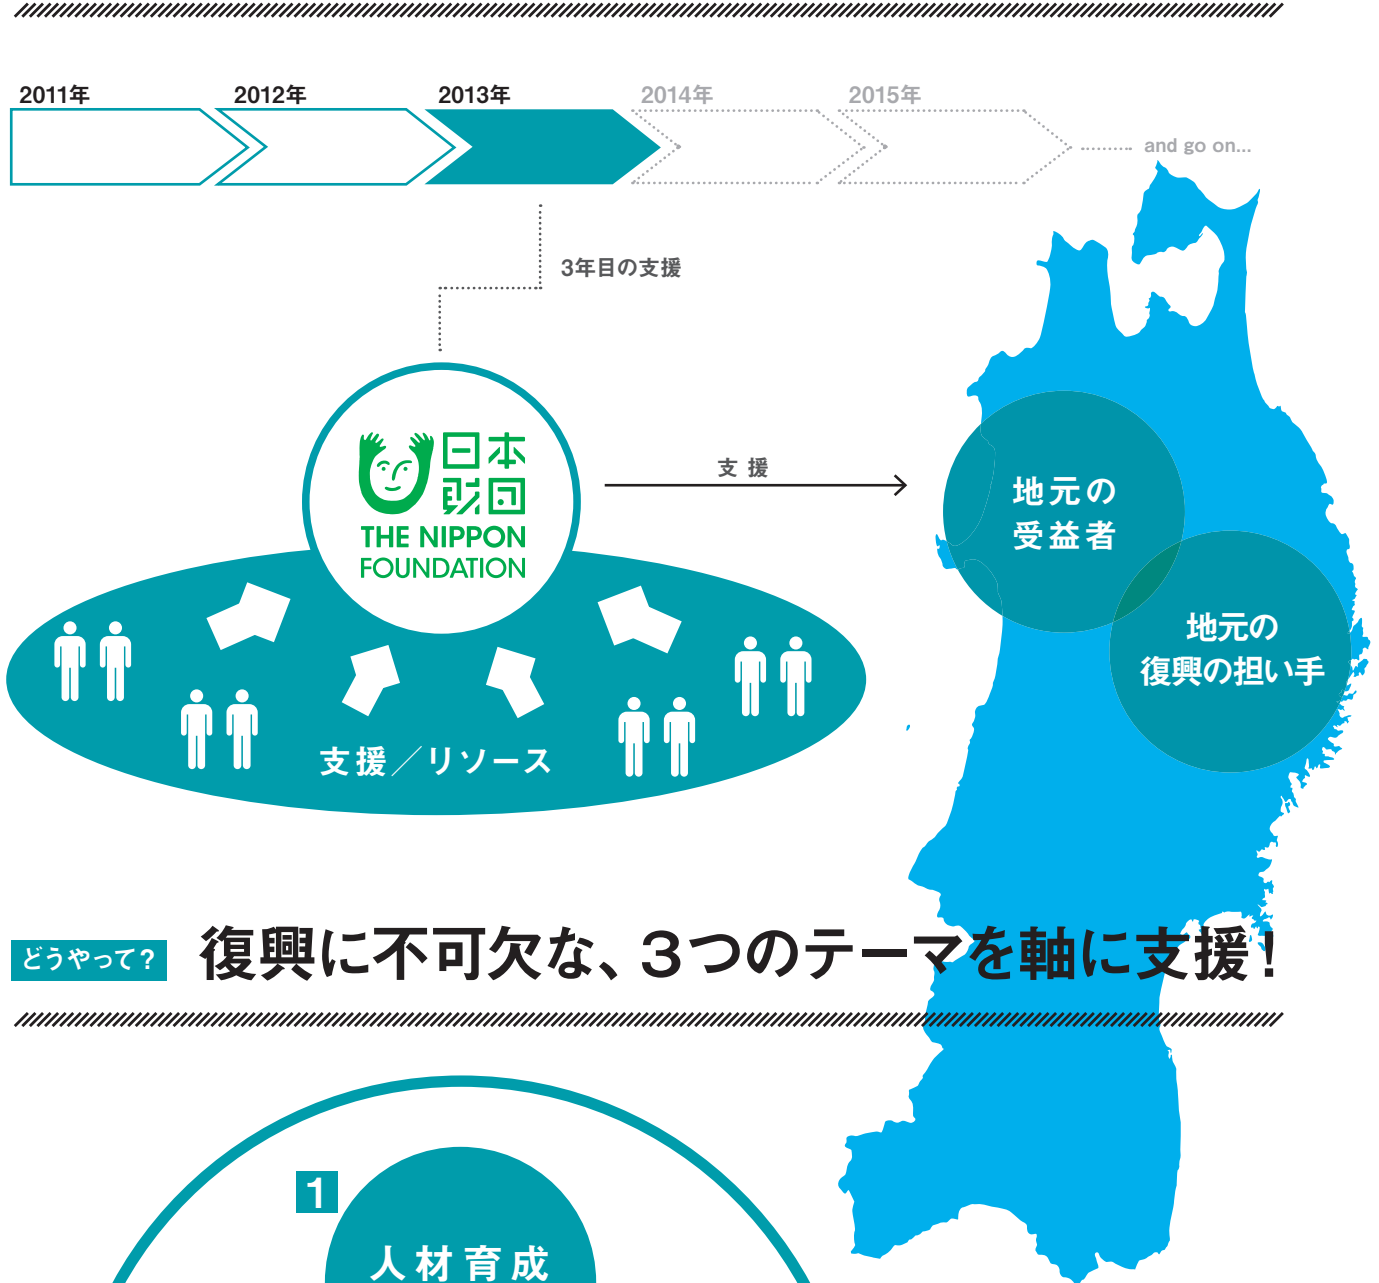 2011年
2012年
2013年
2014年
2015年
and go on...
3年目の支援
日本
財団
THE NIPPON
FOUNDATION
支援
地元の
受益者
地元の
復興の担い手
支援／リソース
どうやって？
復興に不可欠な、3つのテーマを軸に支援！
1
人材育成